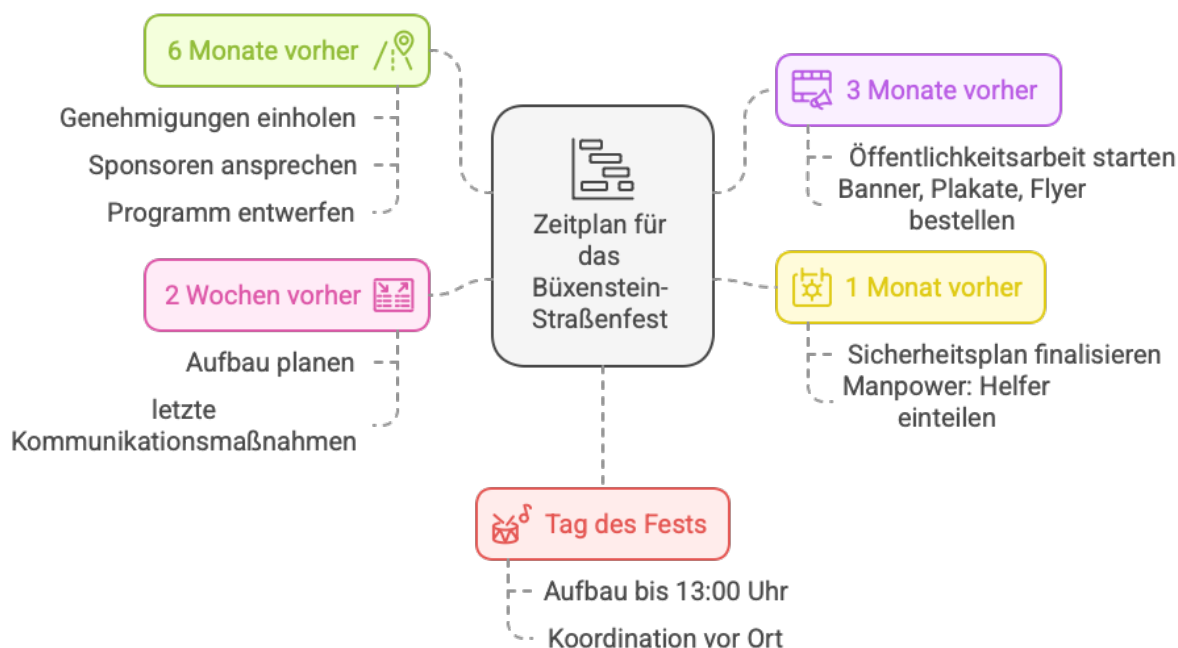 Zeitplan für
das
Büxenstein-
Straßenfest
6 Monate vorher
Genehmigungen einholen
Sponsoren ansprechen
Programm entwerfen
3 Monate vorher
Öffentlichkeitsarbeit starten
Banner, Plakate, Flyer
bestellen
1 Monat vorher
Sicherheitsplan finalisieren
Manpower: Helfer
einteilen
2 Wochen vorher
Aufbau planen
letzte
Kommunikationsmaßnahmen
Tag des Fests
Aufbau bis 13:00 Uhr
Koordination vor Ort